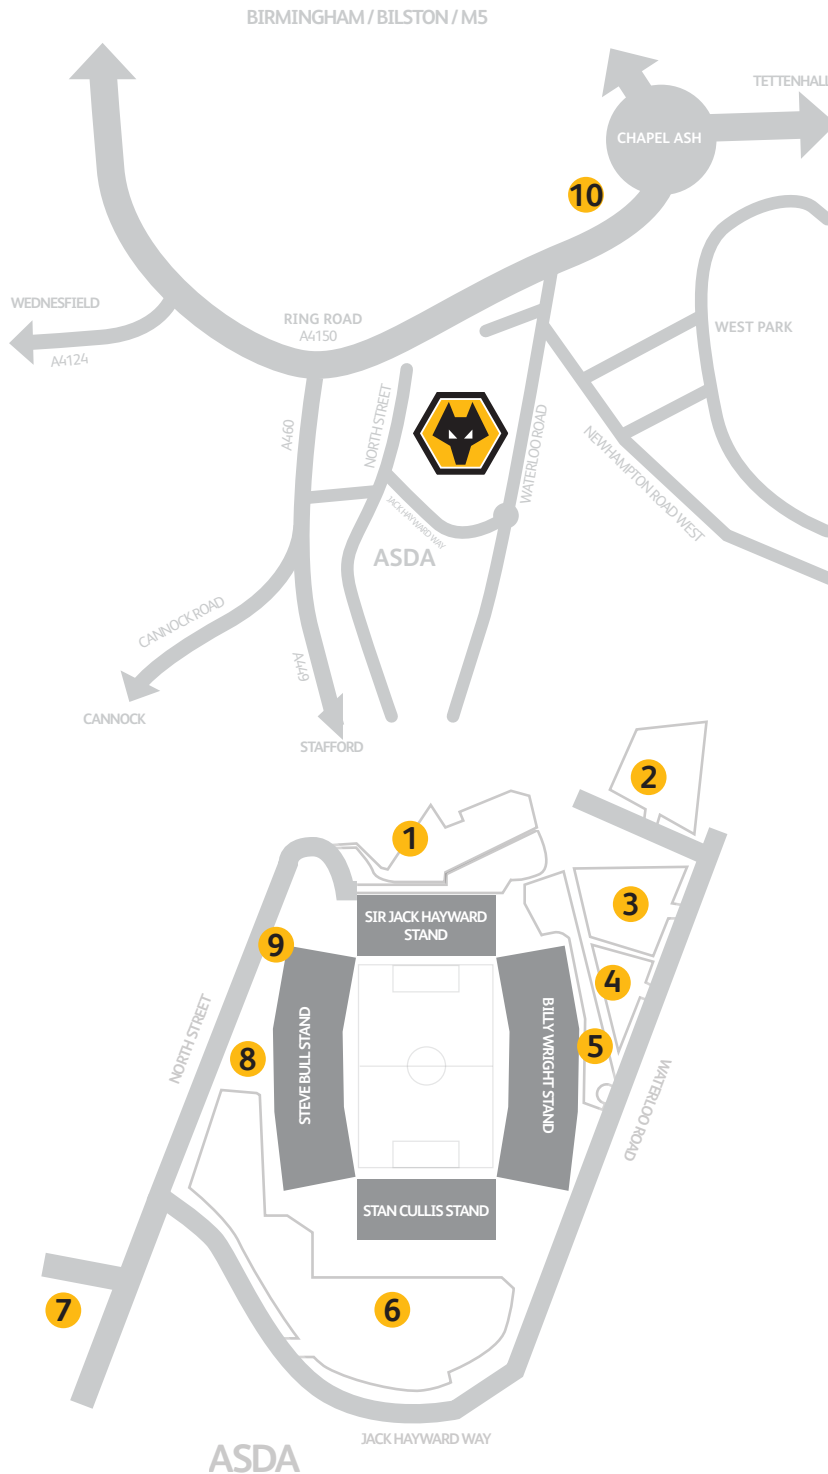 BIRMINGHAM / BILSTON / M5
TETTENHALL
CHAPEL ASH
10
WEDNESFIELD
A4124
RING ROAD
A4150
WEST PARK
A460
NORTH STREET
WATERLOO ROAD
NEWHAMPTON ROAD WEST
JACK HAYWARD WAY
ASDA
CANNOCK ROAD
A449
CANNOCK
STAFFORD
2
1
3
SIR JACK HAYWARD
STAND
9
4
NORTH STREET
8
STEVE BULL STAND
BILLY WRIGHT STAND
5
WATERLOO ROAD
STAN CULLIS STAND
7
6
JACK HAYWARD WAY
ASDA